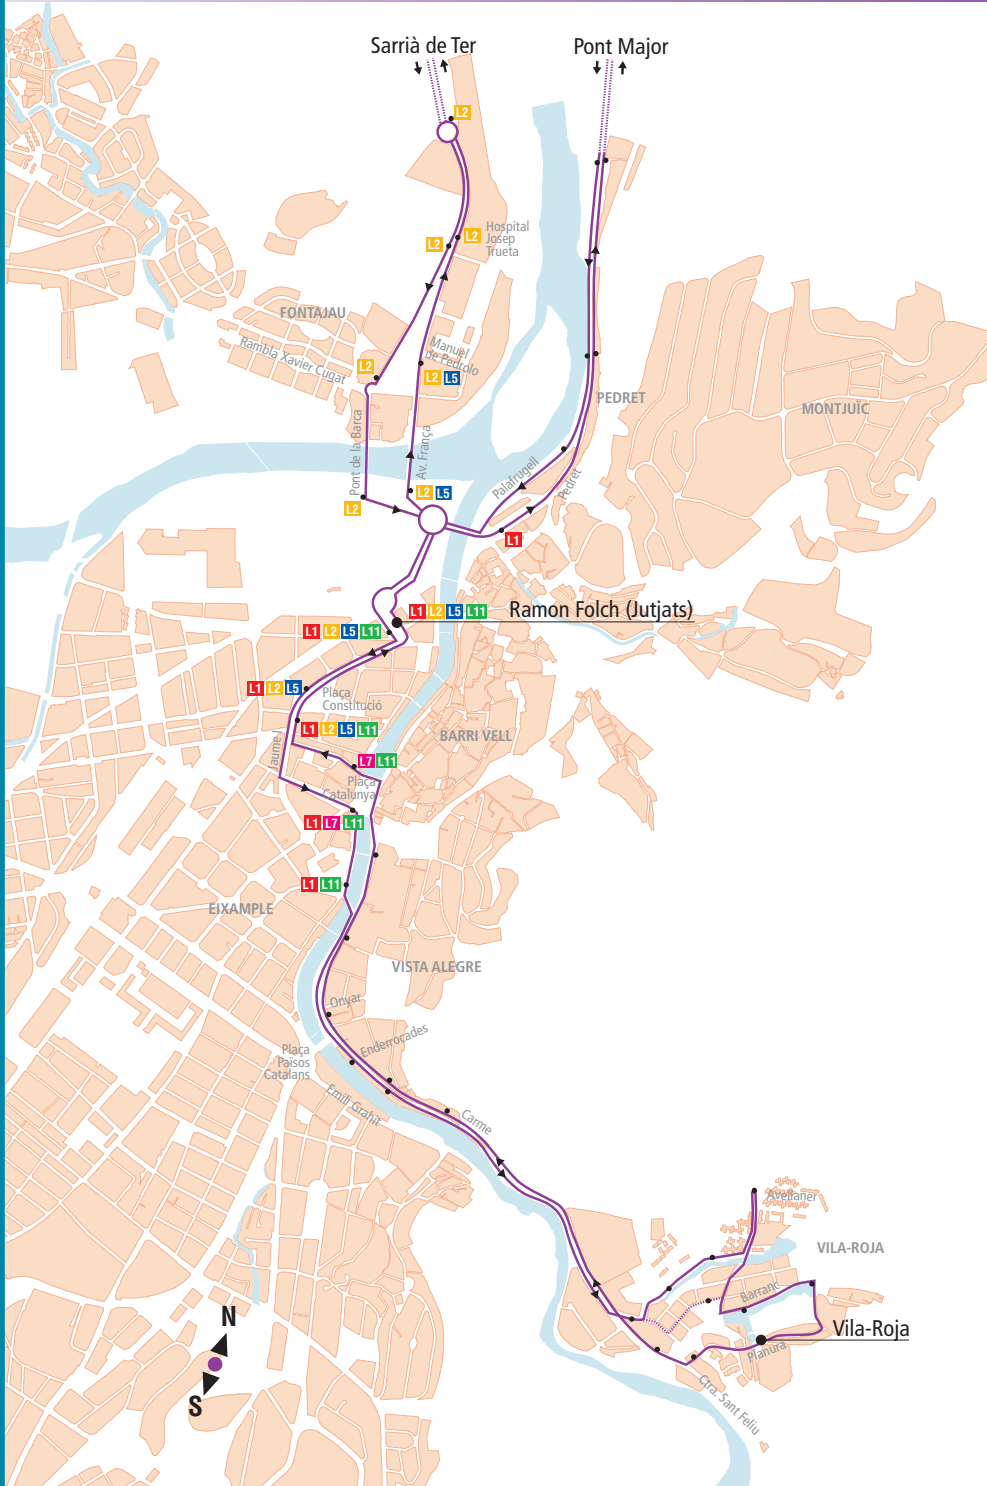 Sarrià de Ter
Pont Major
L2
Hospital
Josep
Trueta
L2
L2
FONTAJAU
Rambla Xavier Cugat
Manuel
de Pedrolo
L2
L2 L5
PEDRET
MONTJUÏC
Pont de la Barca
Av. França
Palafrugell
Pedret
L2 L5
L2
L1
L1 L2 L5 L11
Ramon Folch (Jutjats)
L1 L2 L5 L11
L1 L2 L5
Plaça
Constitució
L1 L2 L5 L11
Jaume I
BARRI VELL
L7 L11
Plaça
Catalunya
L1 L7 L11
L1 L11
EIXAMPLE
VISTA ALEGRE
Onyar
Enderrocades
Plaça
Països
Catalans
Emili Grahit
Carme
Avellaner
VILA-ROJA
Barranc
Vila-Roja
Planura
Ctra. Sant Feliu
N
S